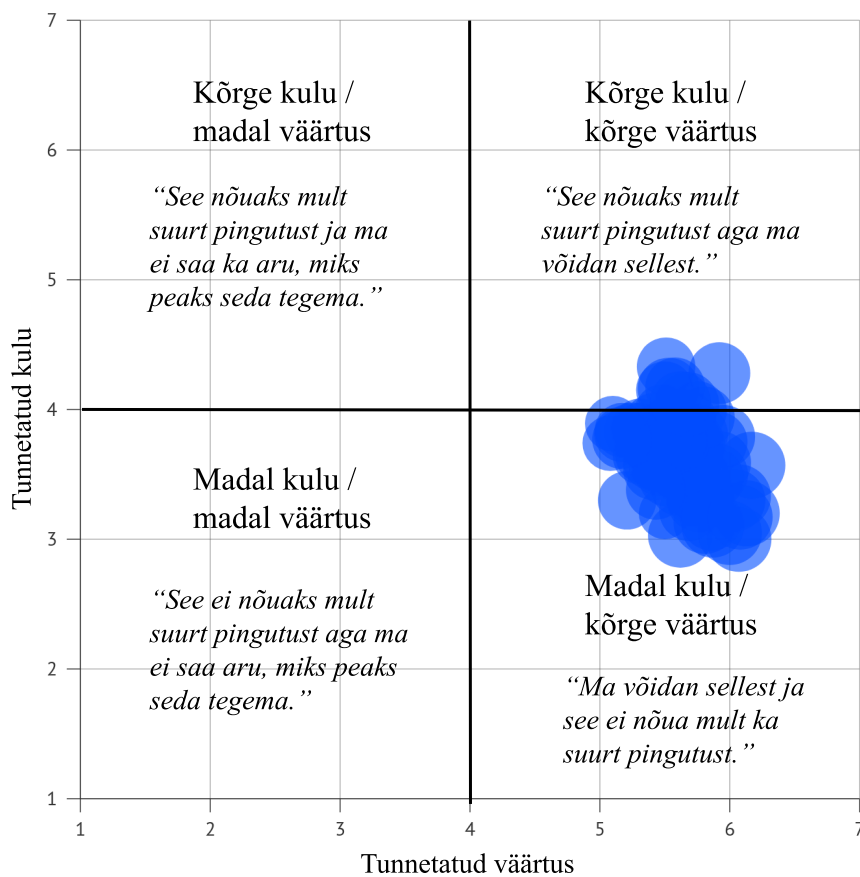 7
Kõrge kulu /
madal väärtus
Kõrge kulu /
kõrge väärtus
6
“See nõuaks mult
suurt pingutust ja ma
ei saa ka aru, miks
peaks seda tegema.”
“See nõuaks mult
suurt pingutust aga ma
võidan sellest.”
5
Tunnetatud kulu
4
Madal kulu /
madal väärtus
3
Madal kulu /
kõrge väärtus
“See ei nõuaks mult
suurt pingutust aga ma
ei saa aru, miks peaks
seda tegema.”
2
“Ma võidan sellest ja
see ei nõua mult ka
suurt pingutust.”
1
1 2 3 4 5 6 7
Tunnetatud väärtus